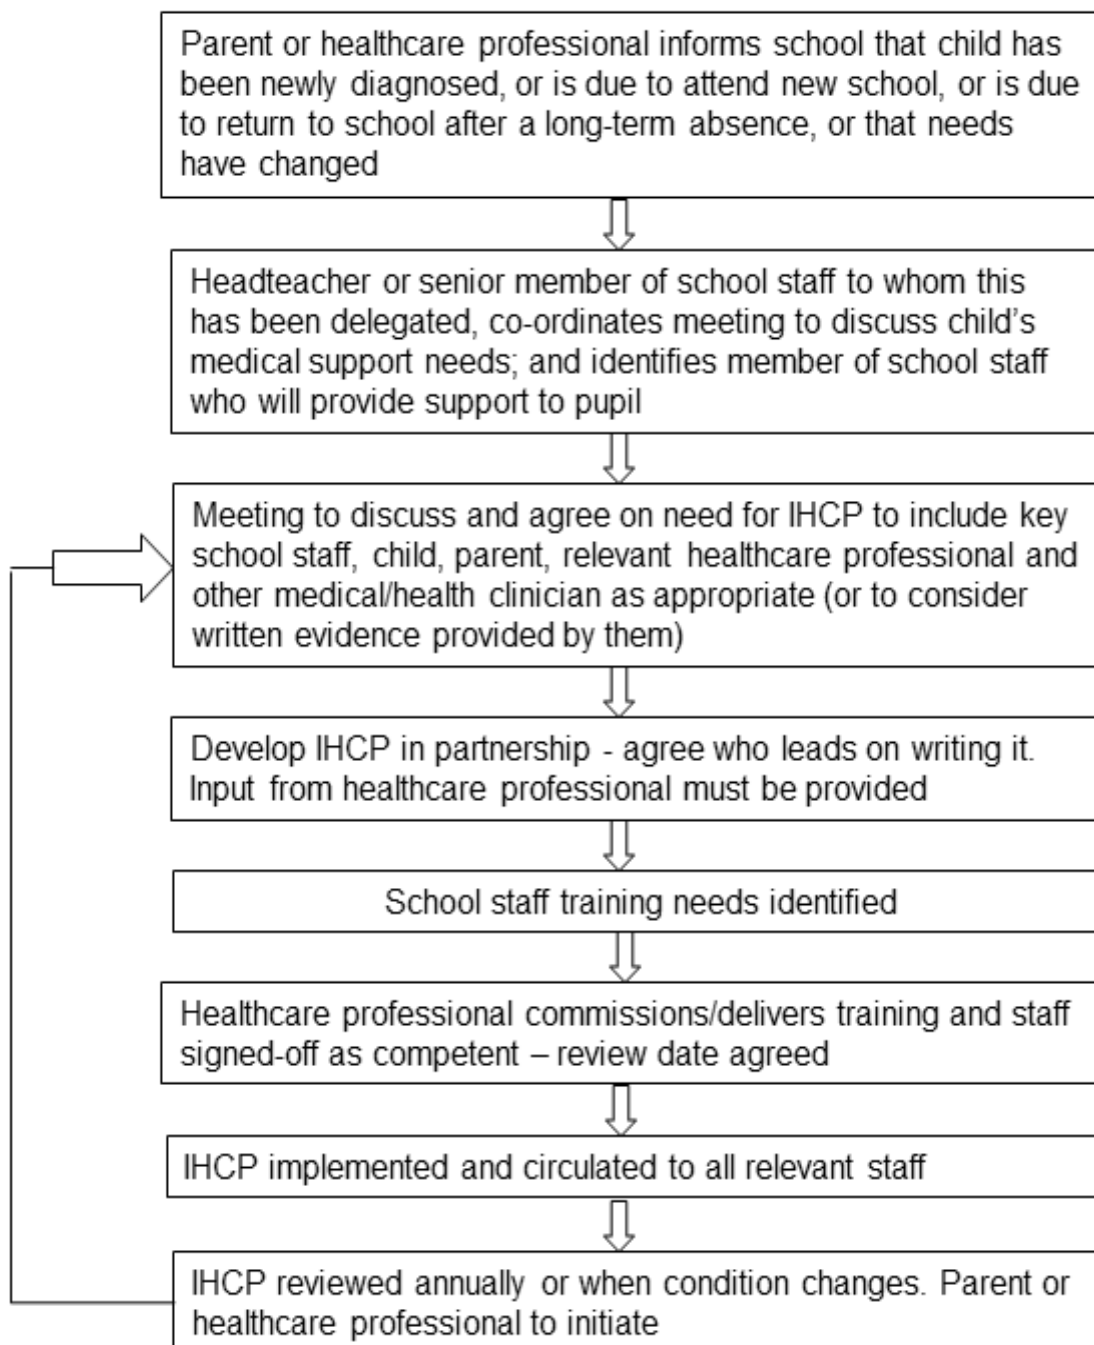 Parent or healthcare professional informs school that child has
been newly diagnosed, or is due to attend new school, or is due
to return to school after a long-term absence, or that needs
have changed
Headteacher or senior member of school staff to whom this
has been delegated, co-ordinates meeting to discuss child’s
medical support needs; and identifies member of school staff
who will provide support to pupil
Meeting to discuss and agree on need for IHCP to include key
school staff, child, parent, relevant healthcare professional and
other medical/health clinician as appropriate (or to consider
written evidence provided by them)
Develop IHCP in partnership - agree who leads on writing it.
Input from healthcare professional must be provided
School staff training needs identified
Healthcare professional commissions/delivers training and staff
signed-off as competent – review date agreed
IHCP implemented and circulated to all relevant staff
IHCP reviewed annually or when condition changes. Parent or
healthcare professional to initiate